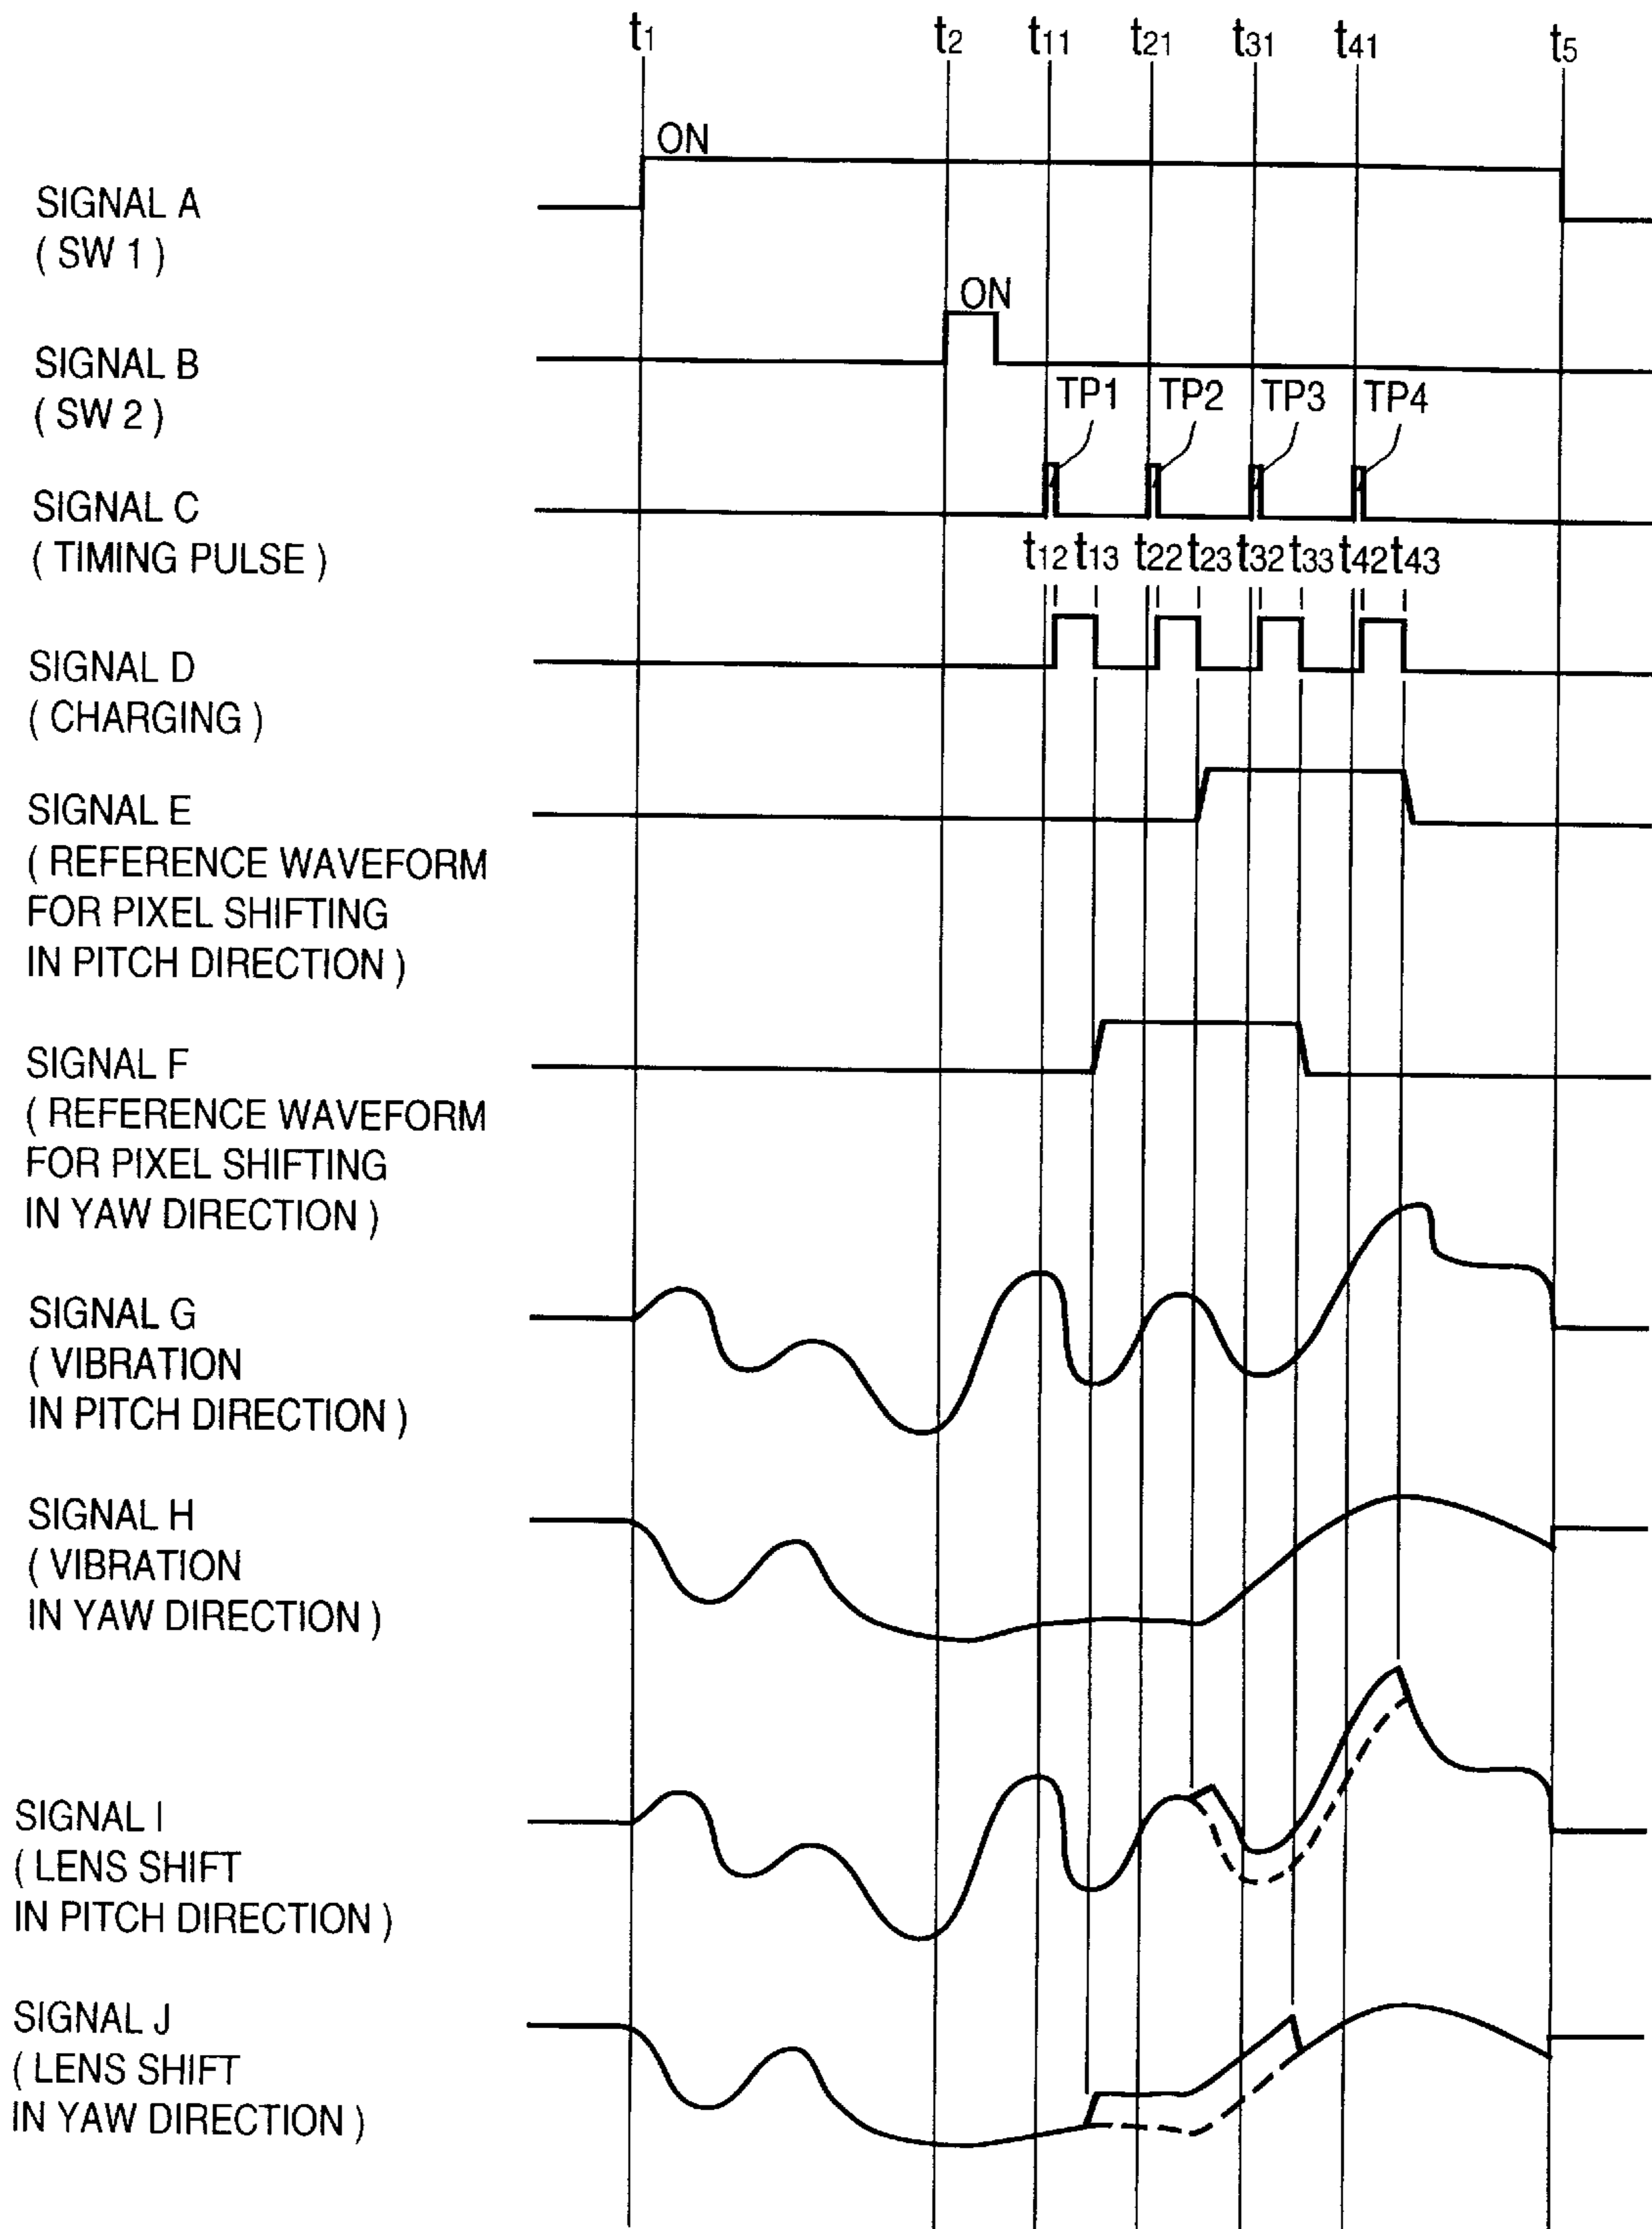 t1 t2 t11 t21 t31 t41 t5
ON
SIGNAL A
( SW 1 )
ON
SIGNAL B
( SW 2 )
TP1 TP2 TP3 TP4
SIGNAL C
( TIMING PULSE )
t12 t13 t22 t23 t32 t33 t42 t43
SIGNAL D
( CHARGING )
SIGNAL E
( REFERENCE WAVEFORM
FOR PIXEL SHIFTING
IN PITCH DIRECTION )
SIGNAL F
( REFERENCE WAVEFORM
FOR PIXEL SHIFTING
IN YAW DIRECTION )
SIGNAL G
( VIBRATION
IN PITCH DIRECTION )
SIGNAL H
( VIBRATION
IN YAW DIRECTION )
SIGNAL I
( LENS SHIFT
IN PITCH DIRECTION )
SIGNAL J
( LENS SHIFT
IN YAW DIRECTION )